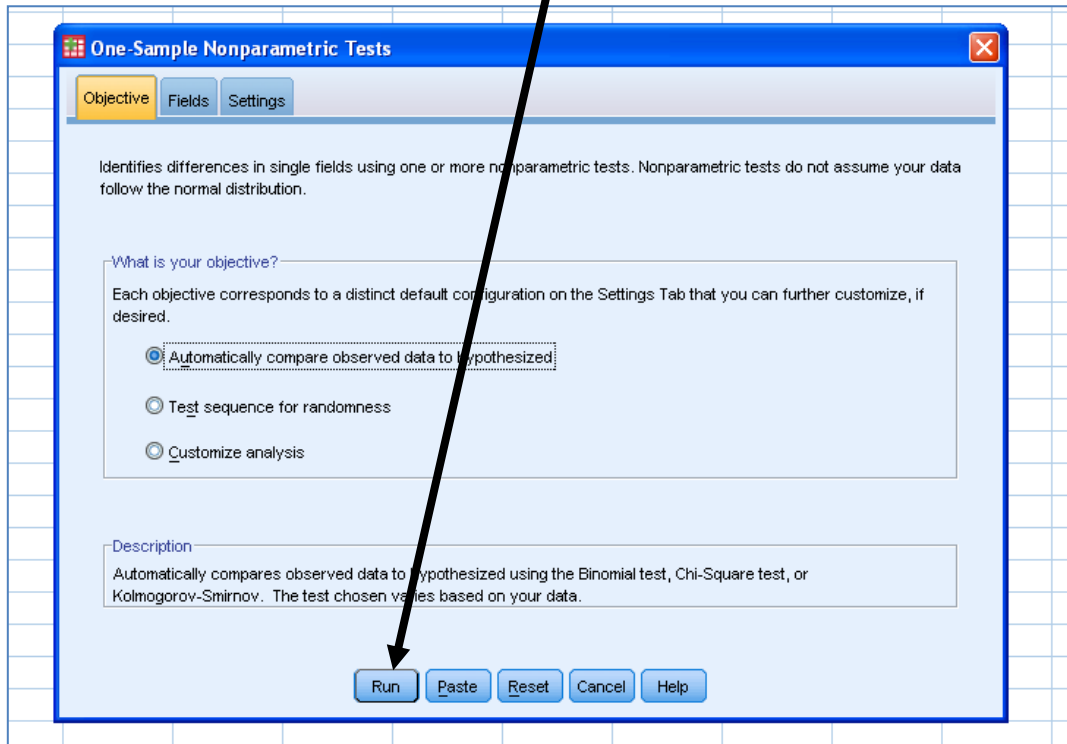 One-Sample Nonparametric Tests
Objective Fields Settings
Identifies differences in single fields using one or more nonparametric tests. Nonparametric tests do not assume your data
follow the normal distribution.
What is your objective?
Each objective corresponds to a distinct default configuration on the Settings Tab that you can further customize, if
desired.
Automatically compare observed data to hypothesized
Test sequence for randomness
Customize analysis
Description
Automatically compares observed data to hypothesized using the Binomial test, Chi-Square test, or
Kolmogorov-Smirnov. The test chosen varies based on your data.
Run Paste Reset Cancel Help